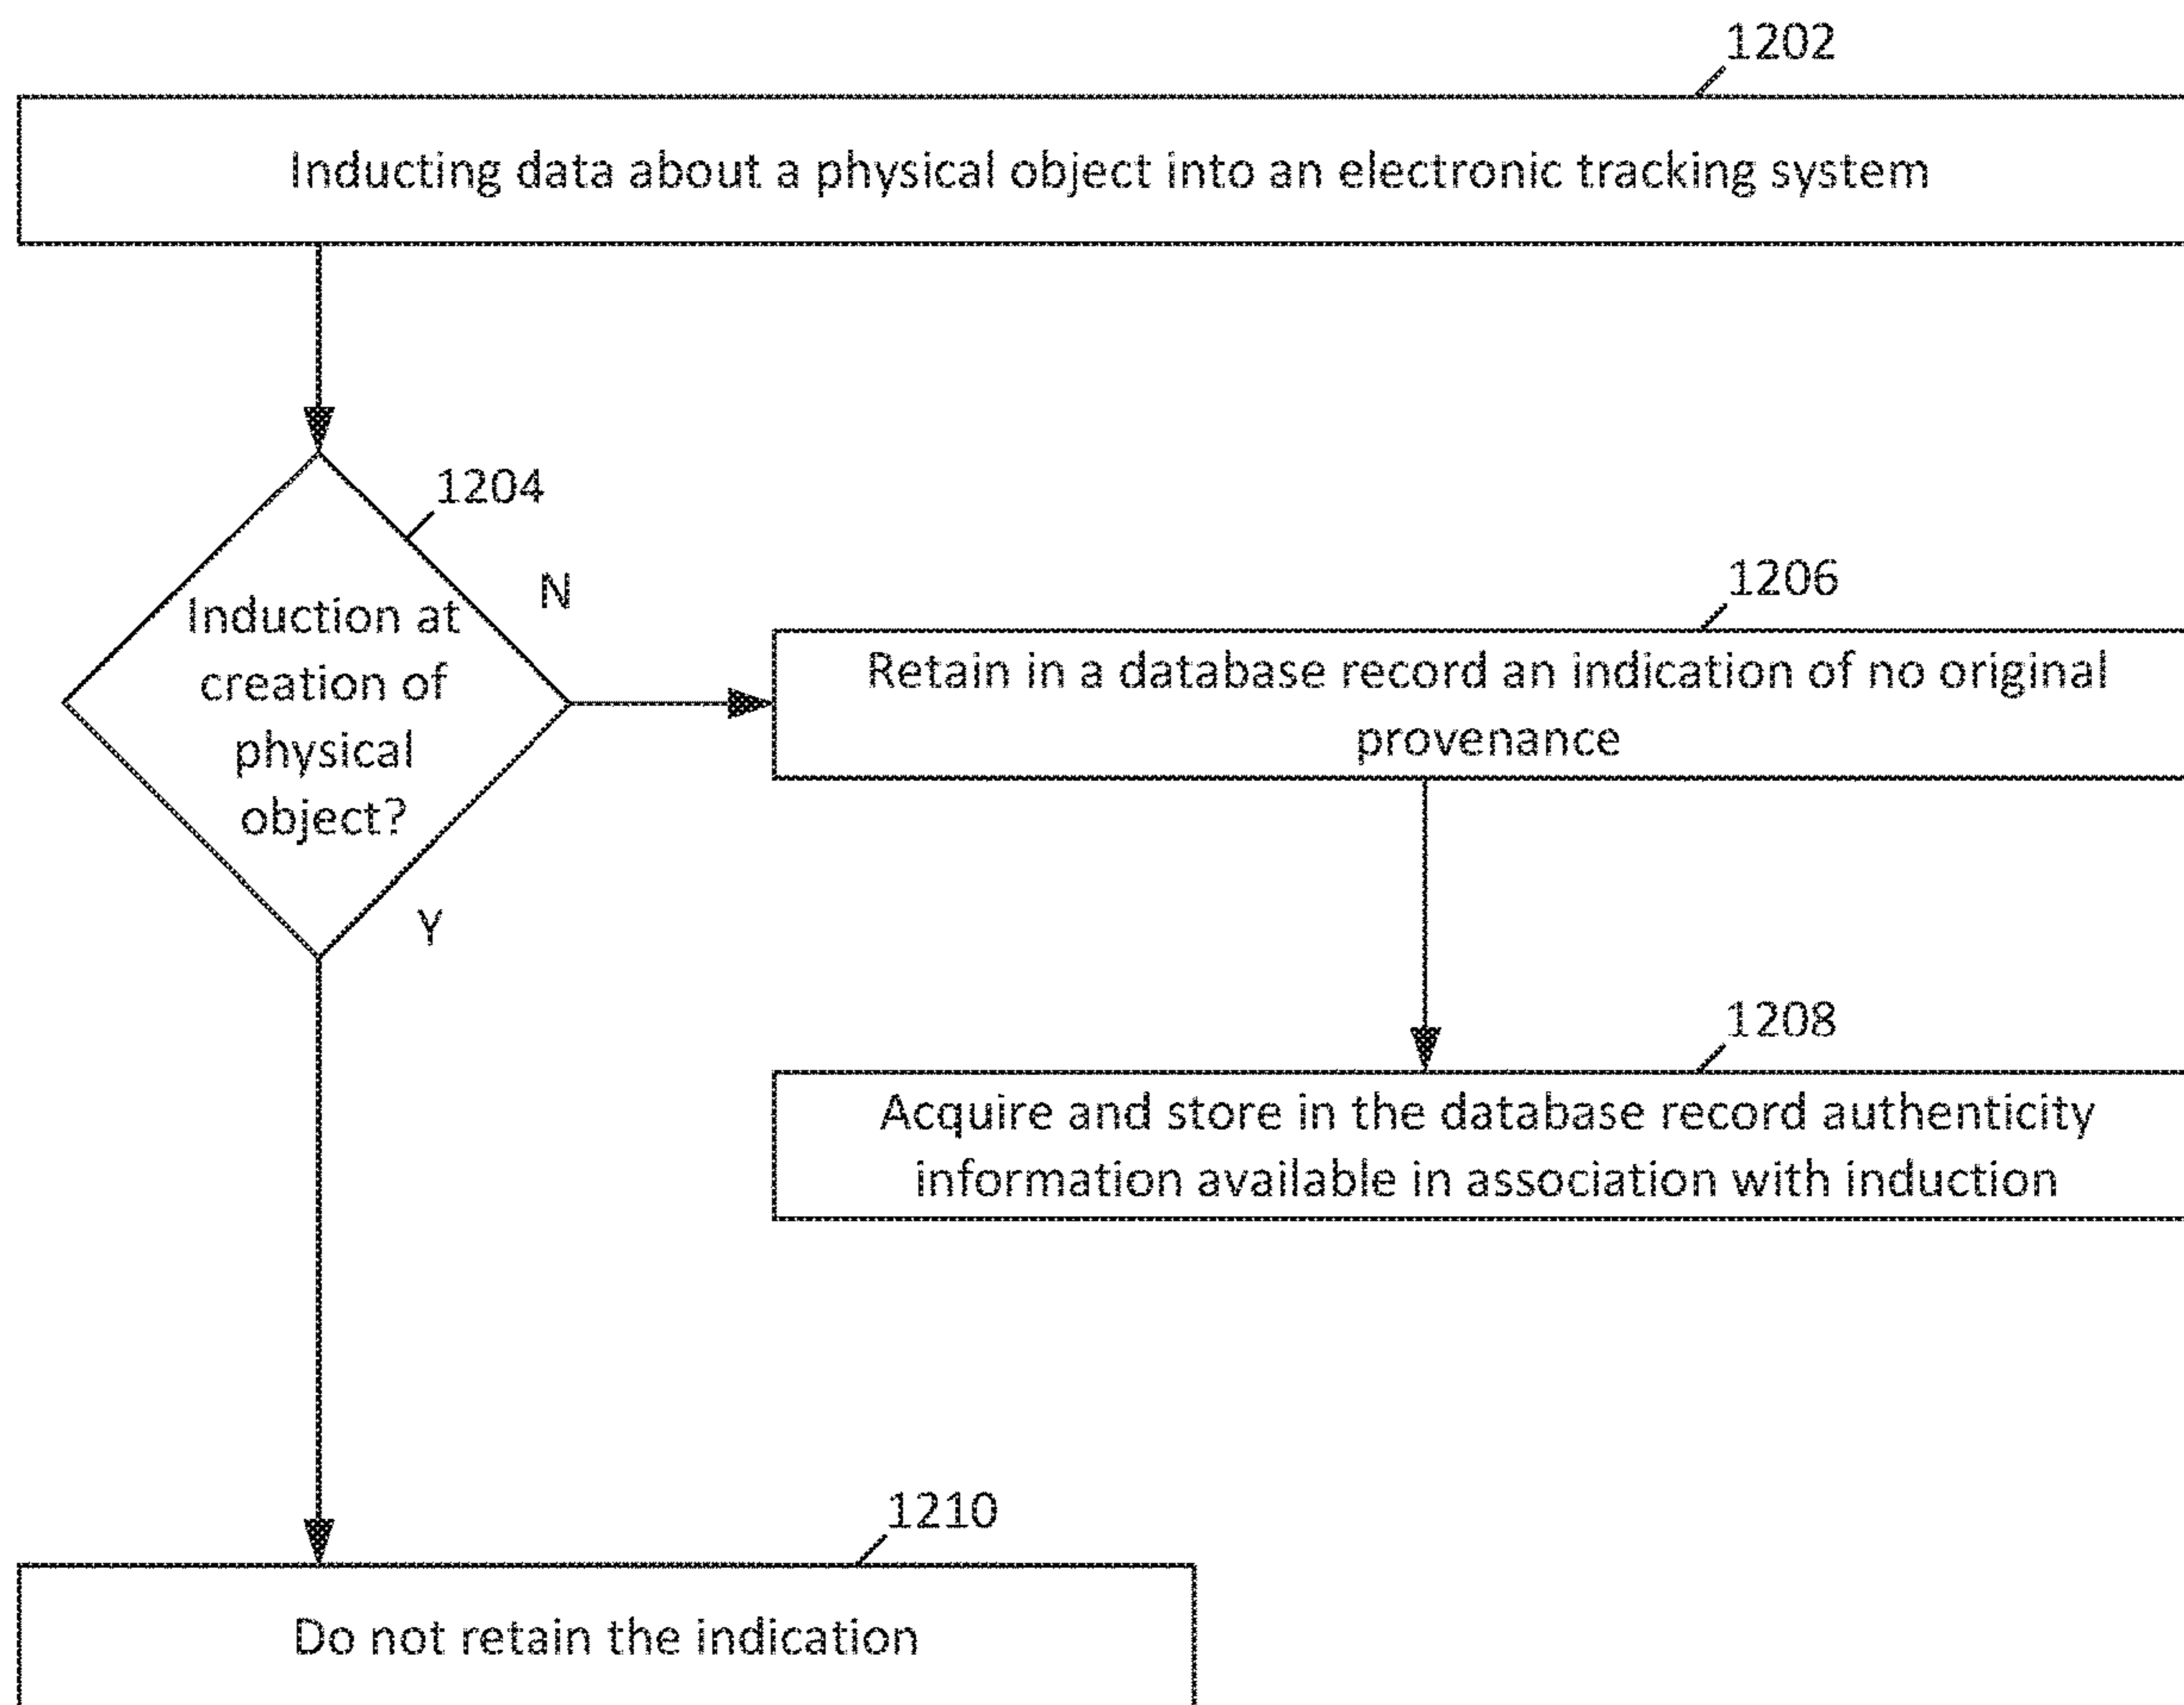 1202
Inducting data about a physical object into an electronic tracking system
1204
N
Induction at
creation of
physical
object?
Y
1206
Retain in a database record an indication of no original
provenance
1208
Acquire and store in the database record authenticity
information available in association with induction
1210
Do not retain the indication